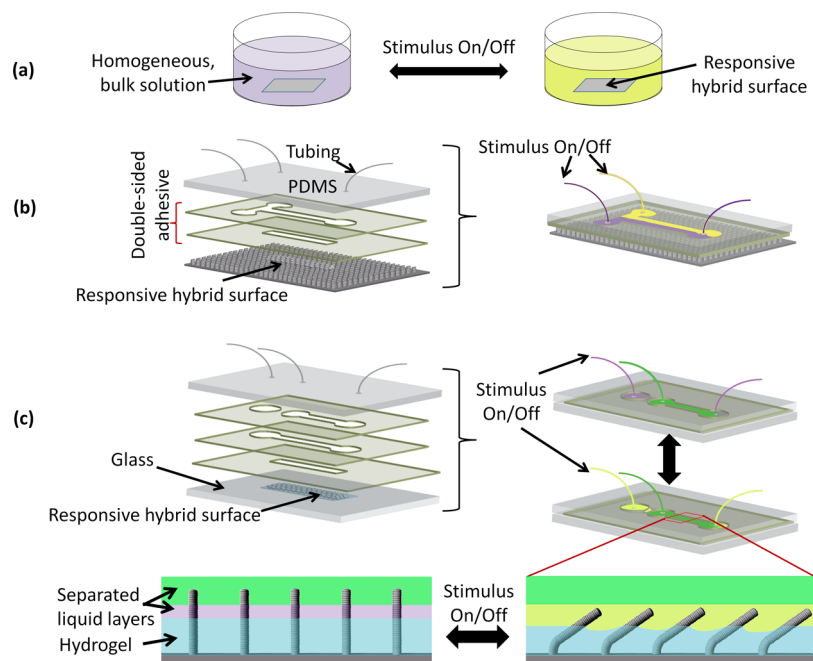 (a)
Homogeneous,
bulk solution
Stimulus On/Off
Responsive
hybrid surface
(b)
Double-sided
adhesive
Tubing
PDMS
Responsive hybrid surface
Stimulus On/Off
(c)
Glass
Responsive hybrid surface
Stimulus
On/Off
Separated
liquid layers
Hydrogel
Stimulus
On/Off